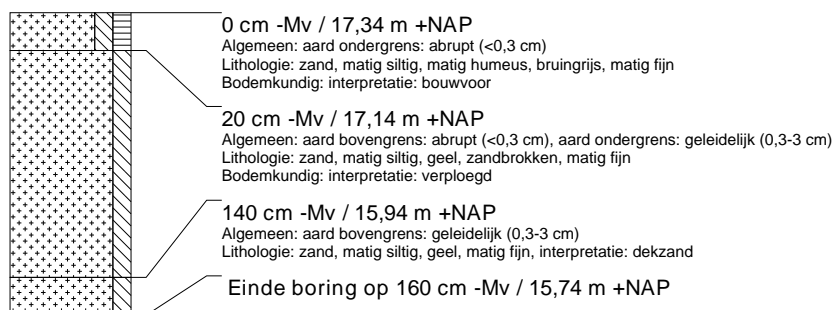 0 cm -Mv / 17,34 m +NAP
Algemeen: aard ondergrens: abrupt (<0,3 cm)
Lithologie: zand, matig siltig, matig humeus, bruingrijs, matig fijn
Bodemkundig: interpretatie: bouwvoor
20 cm -Mv / 17,14 m +NAP
Algemeen: aard bovengrens: abrupt (<0,3 cm), aard ondergrens: geleidelijk (0,3-3 cm)
Lithologie: zand, matig siltig, geel, zandbrokken, matig fijn
Bodemkundig: interpretatie: verploegd
140 cm -Mv / 15,94 m +NAP
Algemeen: aard bovengrens: geleidelijk (0,3-3 cm)
Lithologie: zand, matig siltig, geel, matig fijn, interpretatie: dekzand
Einde boring op 160 cm -Mv / 15,74 m +NAP